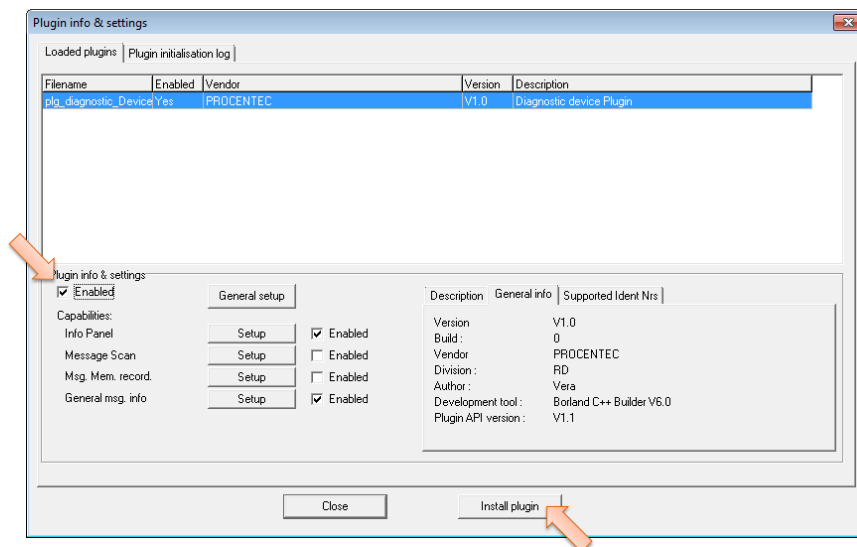 Plugin info & settings
Loaded plugins Plugin initialisation log
Filename Enabled Vendor Version Description
plg_diagnostic_Device Yes PROCENTEC V1.0 Diagnostic device Plugin
Plugin info & settings
Enabled General setup
Capabilities:
Info Panel Setup Enabled
Message Scan Setup Enabled
Msg. Mem. record. Setup Enabled
General msg. info Setup Enabled
Description General info Supported Ident Nrs
Version V1.0
Build : 0
Vendor PROCENTEC
Division : RD
Author : Vera
Development tool : Borland C++ Builder V6.0
Plugin API version : V1.1
Close Install plugin